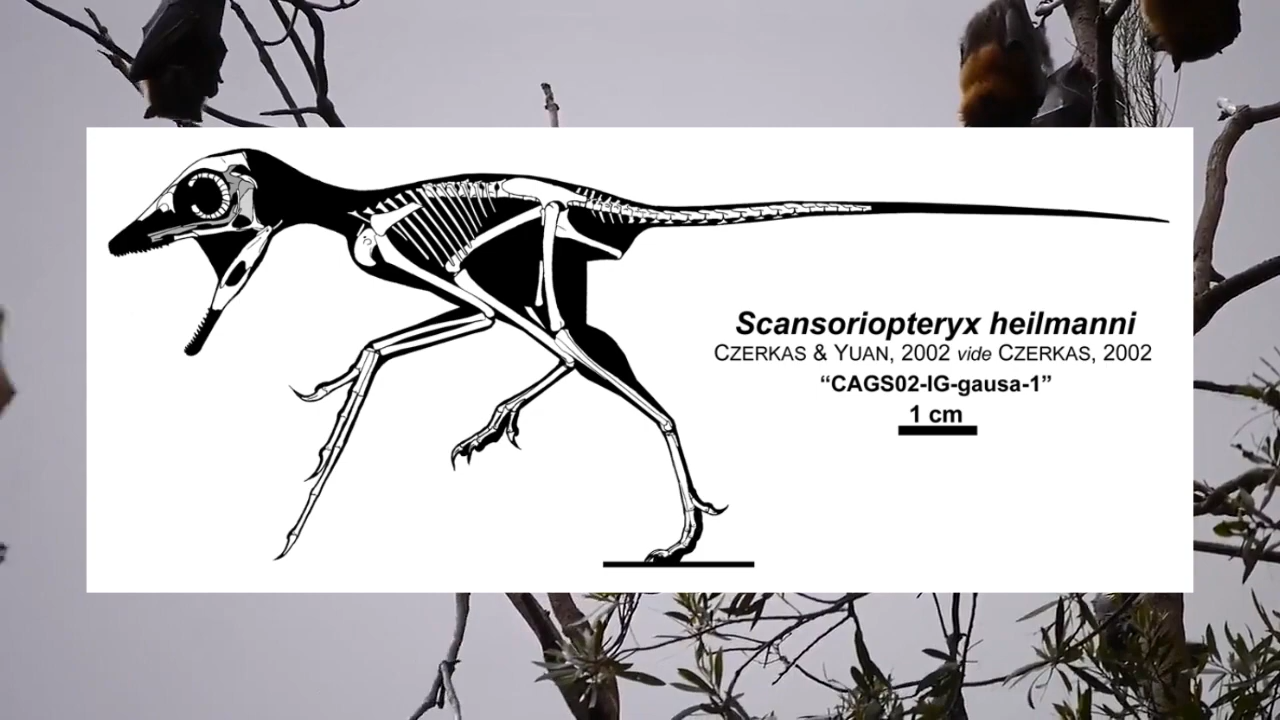 Scansoriopteryx heilmanni
CZERKAS & YUAN, 2002 vide CZERKAS, 2002
“CAGS02-IG-gausa-1”
1 cm